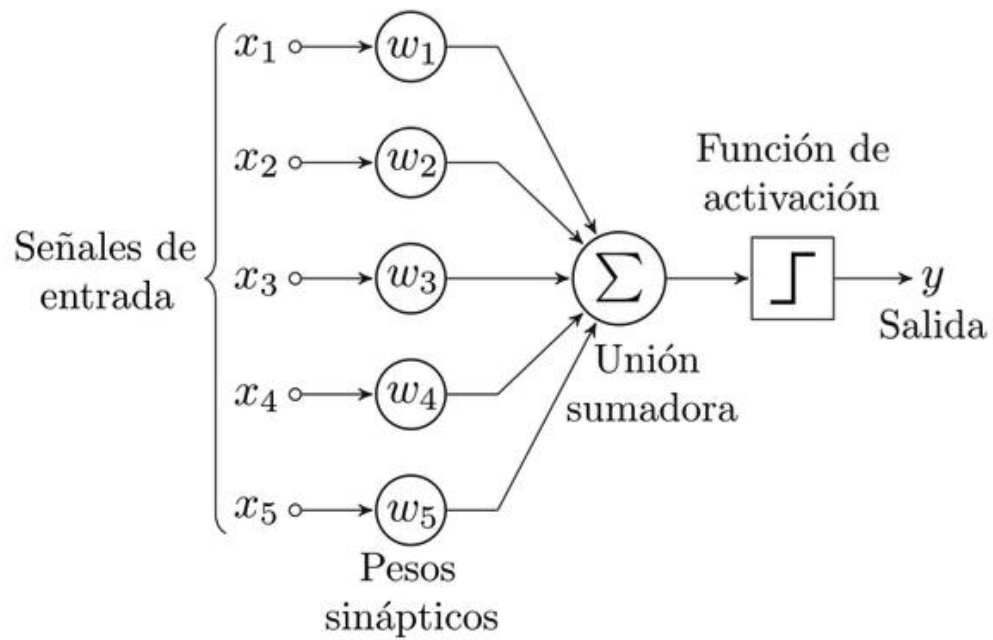 x₁ w₁
x₂ w₂
Función de
activación
Señales de
entrada
x₃ w₃ ∑ y
Salida
Unión
sumadora
x₄ w₄
x₅ w₅
Pesos
sinápticos